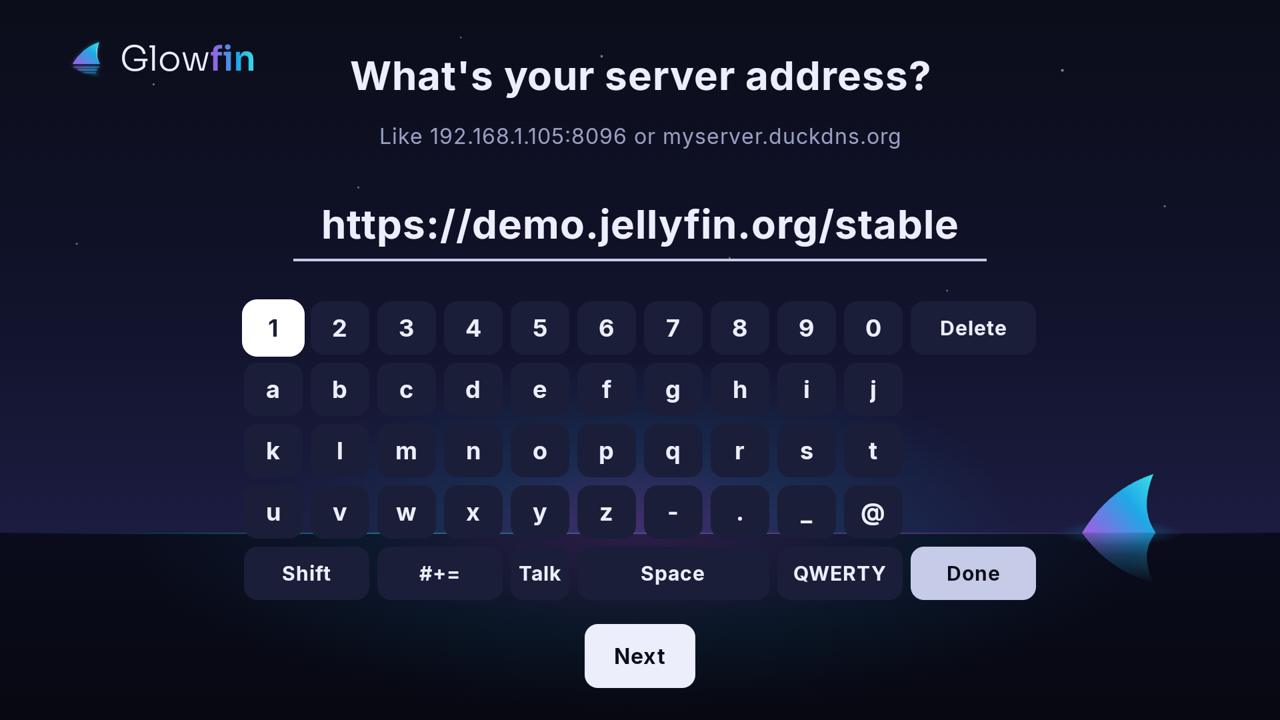 Glowfin
What's your server address?
Like 192.168.1.105:8096 or myserver.duckdns.org
https://demo.jellyfin.org/stable
1 2 3 4 5 6 7 8 9 0 Delete
a b c d e f g h i j
k l m n o p q r s t
u v w x y z - . _ @
Shift #+= Talk Space QWERTY Done
Next